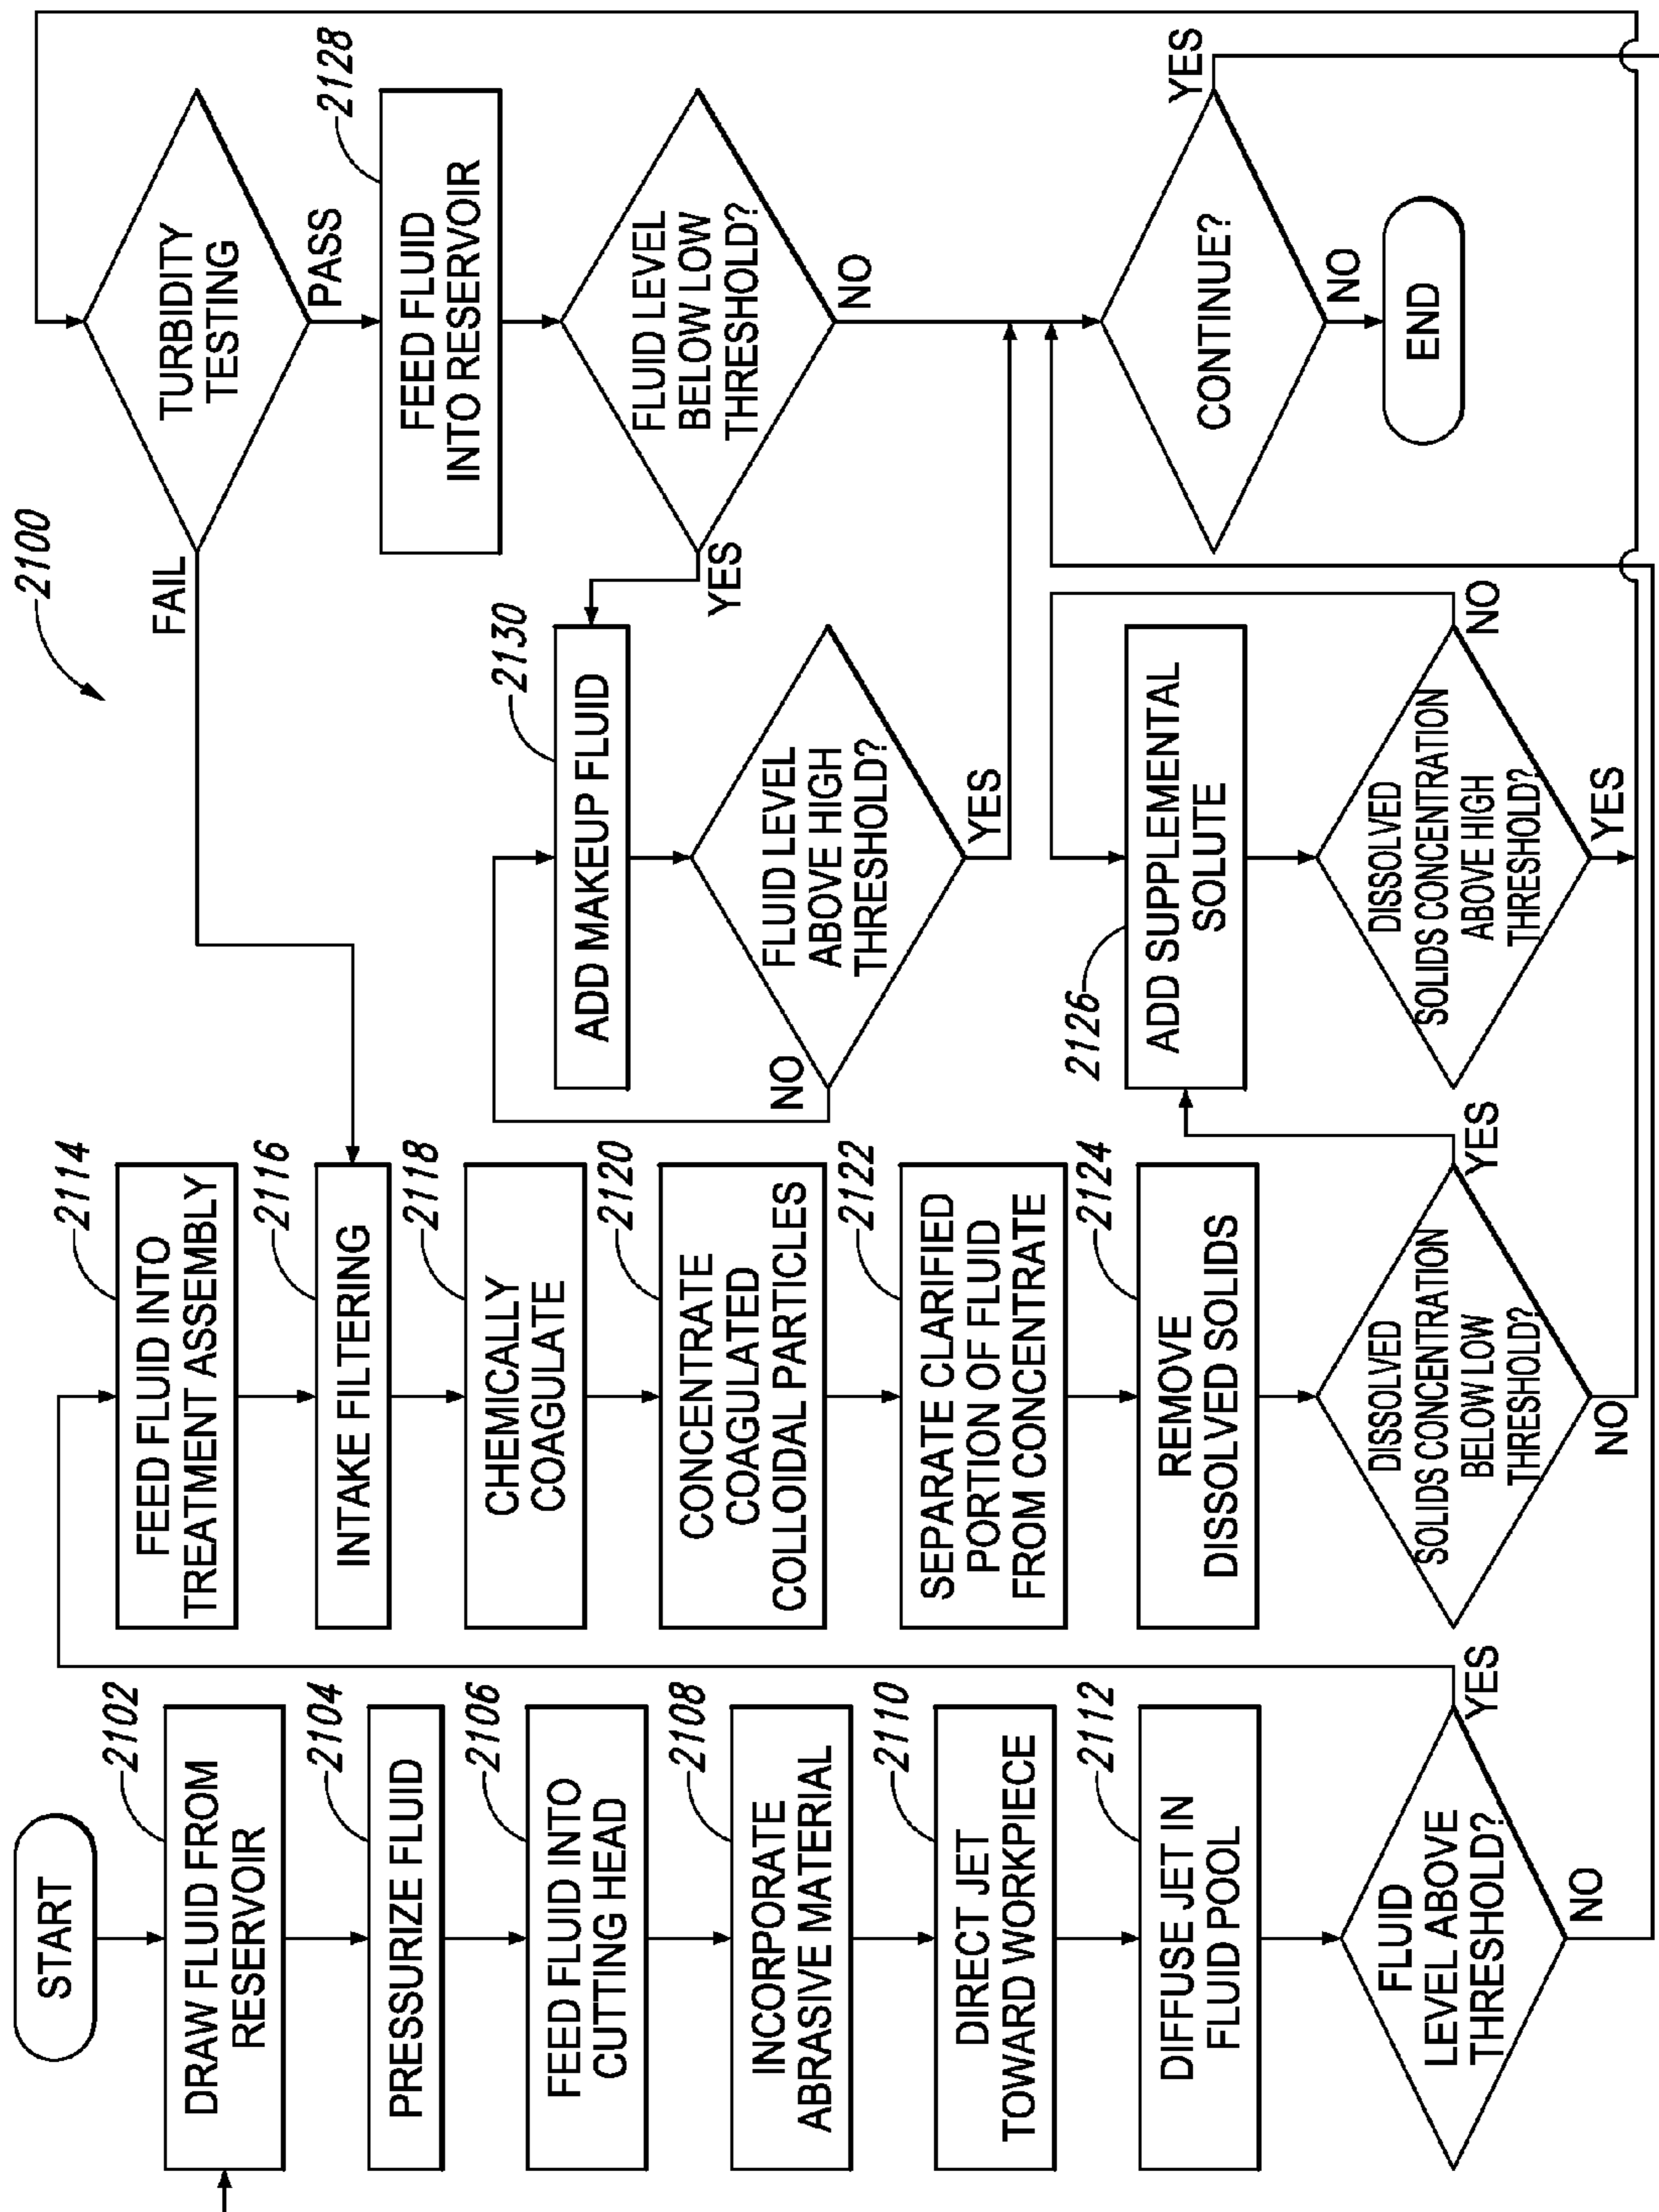 2100
START
DRAW FLUID FROM
RESERVOIR
2102
PRESSURIZE FLUID
2104
FEED FLUID INTO
CUTTING HEAD
2106
INCORPORATE
ABRASIVE MATERIAL
2108
DIRECT JET
TOWARD WORKPIECE
2110
DIFFUSE JET IN
FLUID POOL
2112
FLUID
LEVEL ABOVE
THRESHOLD?
YES
NO
FEED FLUID INTO
TREATMENT ASSEMBLY
2114
INTAKE FILTERING
2116
CHEMICALLY
COAGULATE
2118
CONCENTRATE
COAGULATED
COLLOIDAL PARTICLES
2120
SEPARATE CLARIFIED
PORTION OF FLUID
FROM CONCENTRATE
2122
REMOVE
DISSOLVED SOLIDS
2124
DISSOLVED
SOLIDS CONCENTRATION
BELOW LOW
THRESHOLD?
YES
NO
ADD MAKEUP FLUID
2130
FLUID LEVEL
ABOVE HIGH
THRESHOLD?
NO
YES
2126
ADD SUPPLEMENTAL
SOLUTE
DISSOLVED
SOLIDS CONCENTRATION
ABOVE HIGH
THRESHOLD?
NO
YES
TURBIDITY
TESTING
FAIL
PASS
FEED FLUID
INTO RESERVOIR
2128
FLUID LEVEL
BELOW LOW
THRESHOLD?
YES
NO
CONTINUE?
YES
NO
END